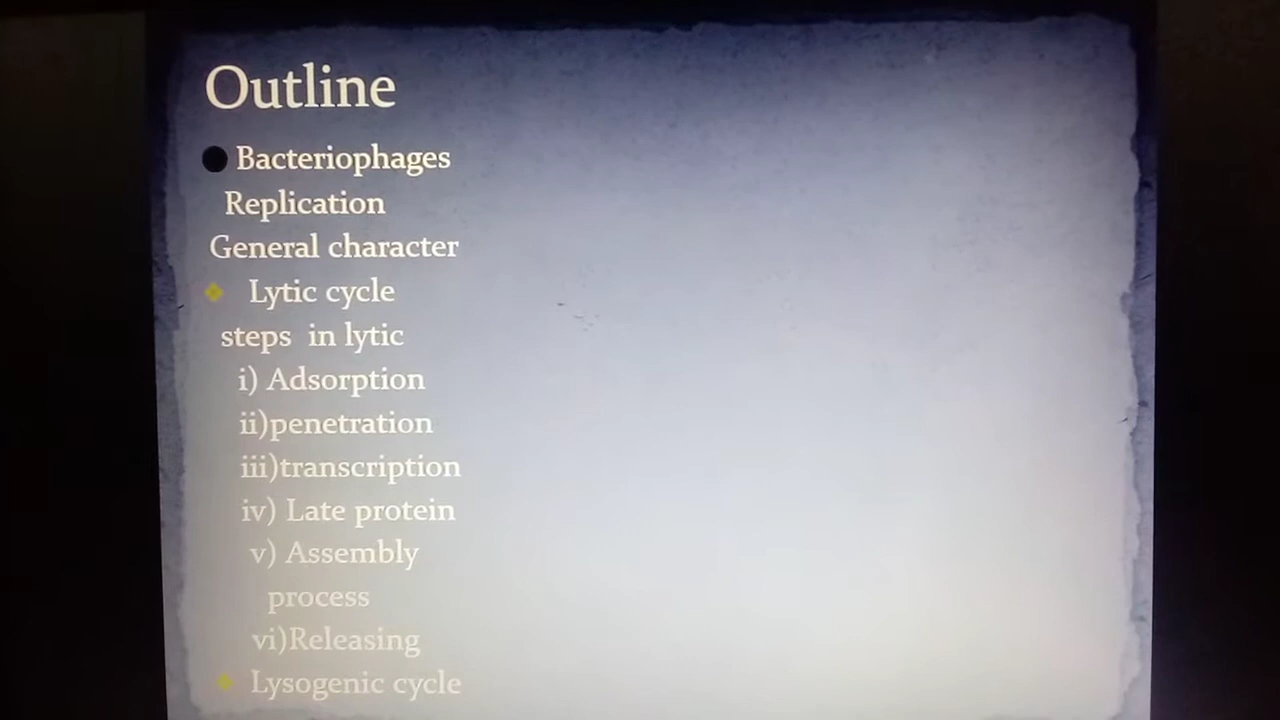 Outline
Bacteriophages
Replication
General character
Lytic cycle
steps in lytic
i) Adsorption
ii)penetration
iii)transcription
iv) Late protein
v) Assembly
process
vi)Releasing
Lysogenic cycle